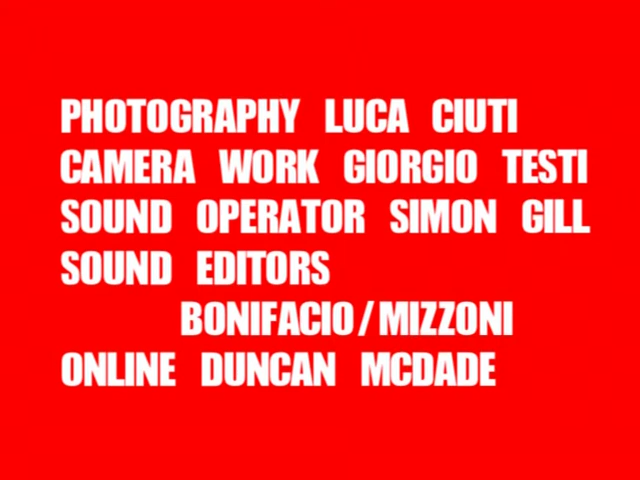 PHOTOGRAPHY LUCA CIUTI
CAMERA WORK GIORGIO TESTI
SOUND OPERATOR SIMON GILL
SOUND EDITORS
BONIFACIO/MIZZONI
ONLINE DUNCAN MCDADE